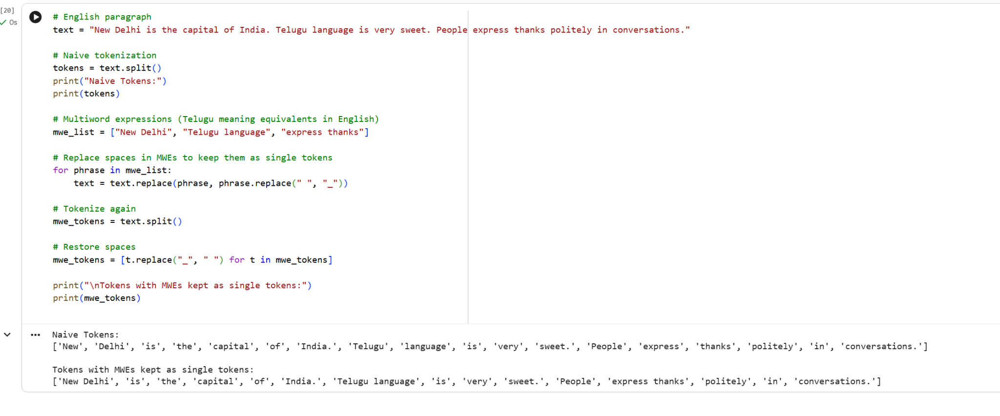 [20]
0s
# English paragraph
text = "New Delhi is the capital of India. Telugu language is very sweet. People express thanks politely in conversations."
# Naive tokenization
tokens = text.split()
print("Naive Tokens:")
print(tokens)
# Multiword expressions (Telugu meaning equivalents in English)
mwe_list = ["New Delhi", "Telugu language", "express thanks"]
# Replace spaces in MWEs to keep them as single tokens
for phrase in mwe_list:
    text = text.replace(phrase, phrase.replace(" ", "_"))
# Tokenize again
mwe_tokens = text.split()
# Restore spaces
mwe_tokens = [t.replace("_", " ") for t in mwe_tokens]
print("\nTokens with MWEs kept as single tokens:")
print(mwe_tokens)
Naive Tokens:
['New', 'Delhi', 'is', 'the', 'capital', 'of', 'India.', 'Telugu', 'language', 'is', 'very', 'sweet.', 'People', 'express', 'thanks', 'politely', 'in', 'conversations.']
Tokens with MWEs kept as single tokens:
['New Delhi', 'is', 'the', 'capital', 'of', 'India.', 'Telugu language', 'is', 'very', 'sweet.', 'People', 'express thanks', 'politely', 'in', 'conversations.']